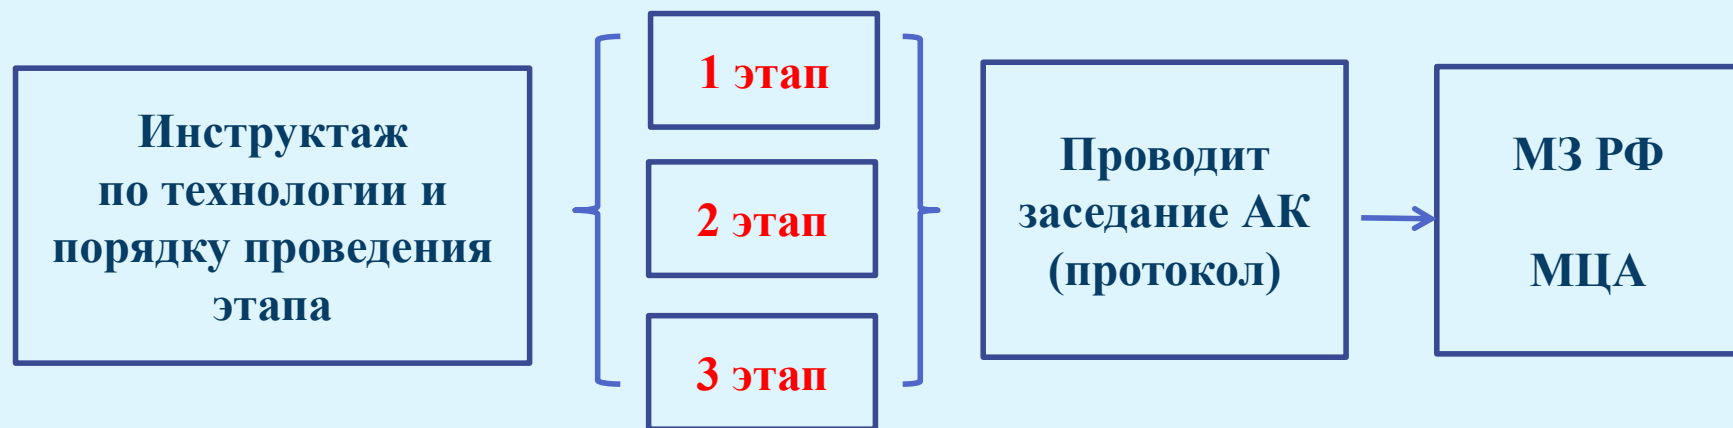 Инструктаж
по технологии и
порядку проведения
этапа
1 этап
2 этап
3 этап
Проводит
заседание АК
(протокол)
МЗ РФ
МЦА